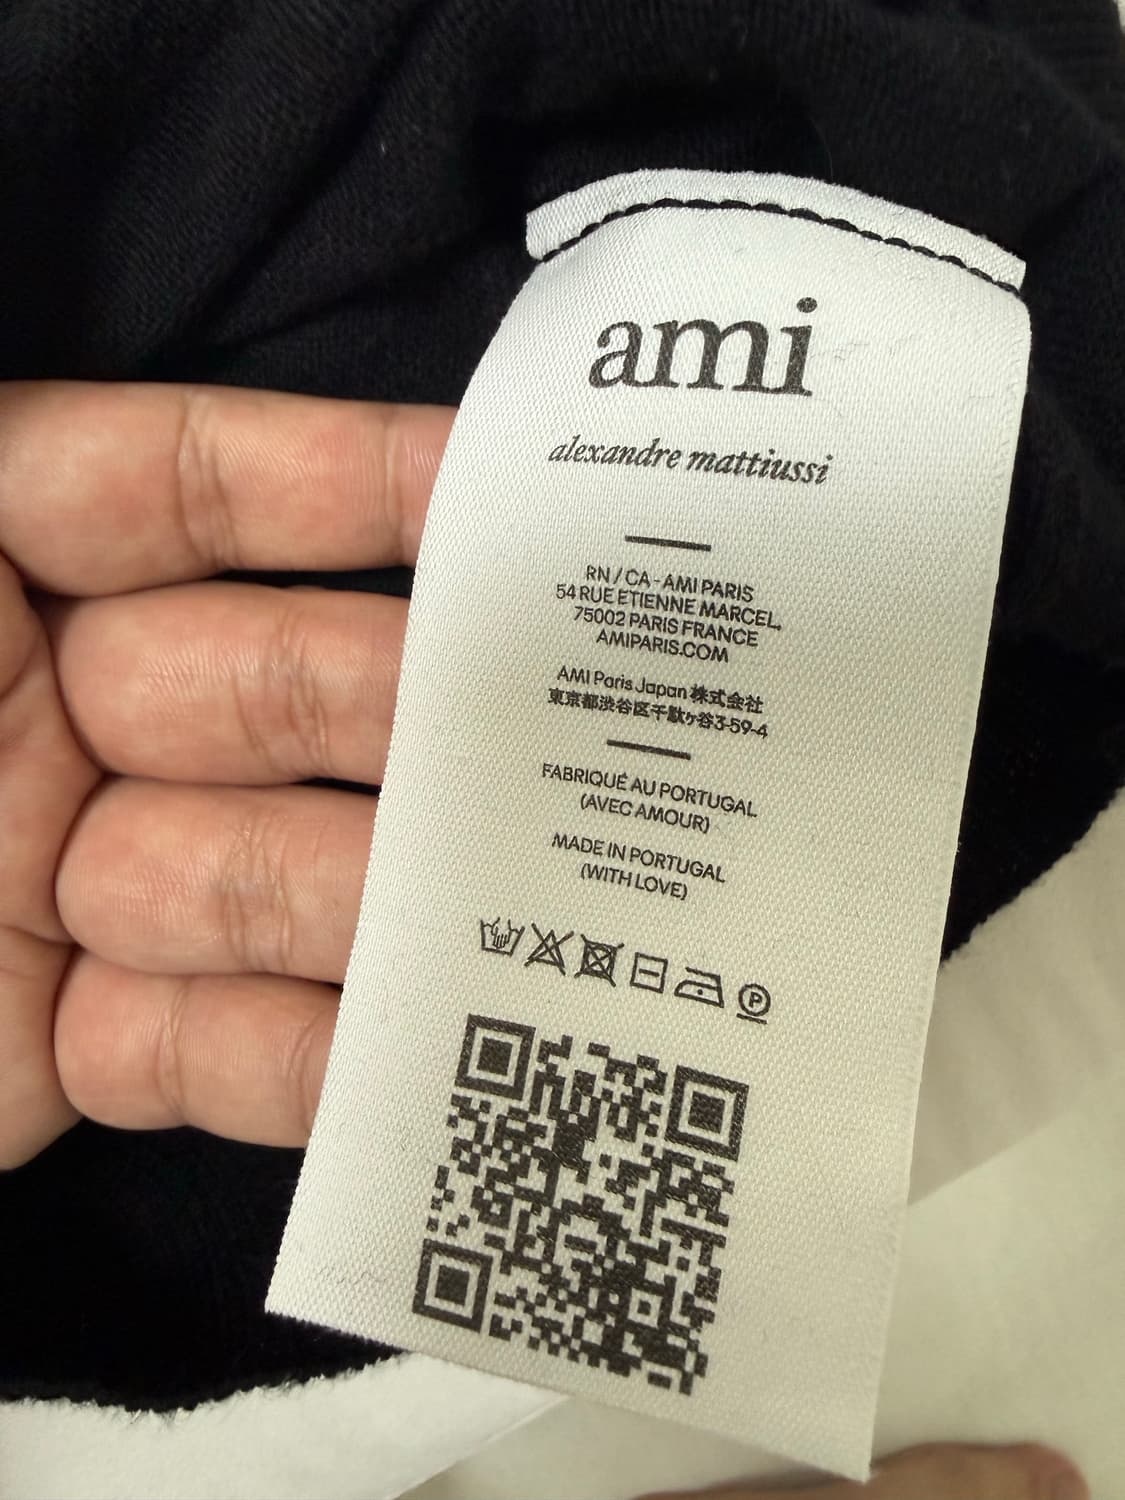 ami
alexandre mattiussi
RN / CA - AMI PARIS
54 RUE ETIENNE MARCEL,
75002 PARIS FRANCE
AMIPARIS.COM
AMI Paris Japan 株式会社
東京都渋谷区千駄ヶ谷3-59-4
FABRIQUÉ AU PORTUGAL
(AVEC AMOUR)
MADE IN PORTUGAL
(WITH LOVE)
P